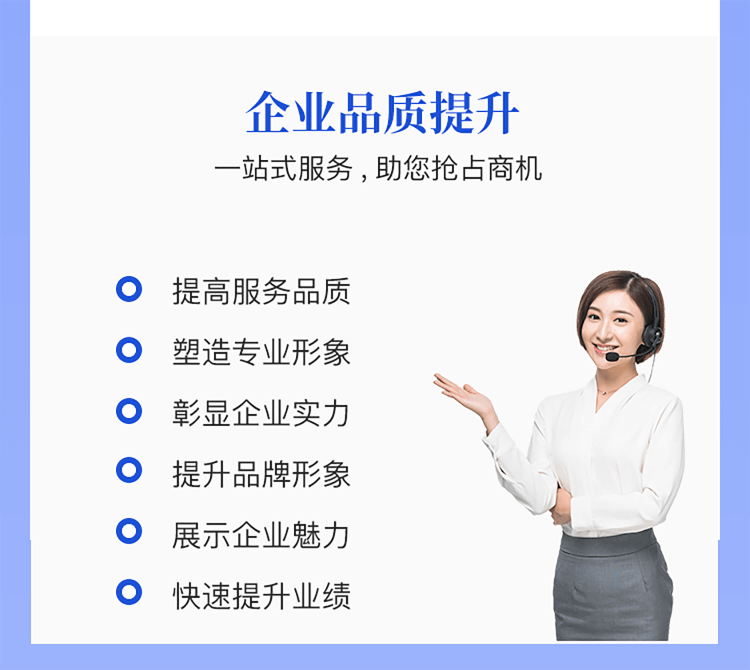 企业品质提升
一站式服务,助您抢占商机
提高服务品质
塑造专业形象
彰显企业实力
提升品牌形象
展示企业魅力
快速提升业绩